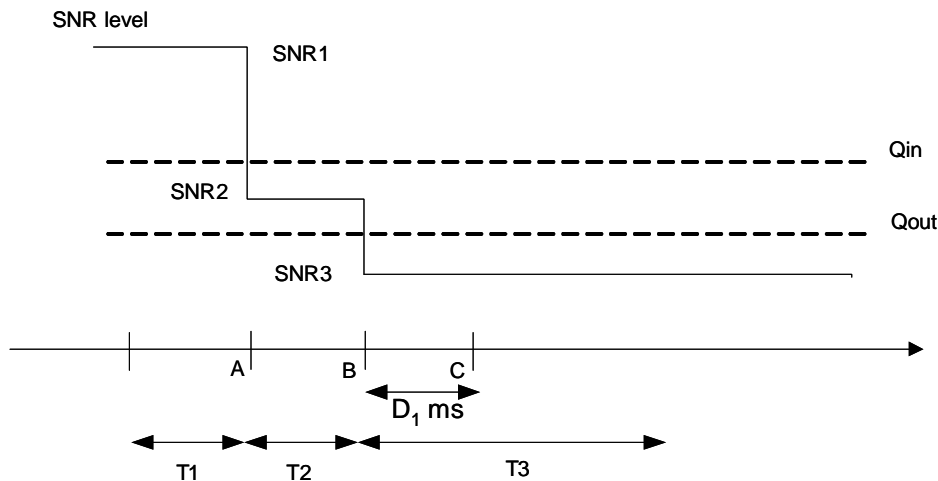 SNR level
SNR1
Qin
SNR2
Qout
SNR3
A
B
C
D₁ ms
T1
T2
T3